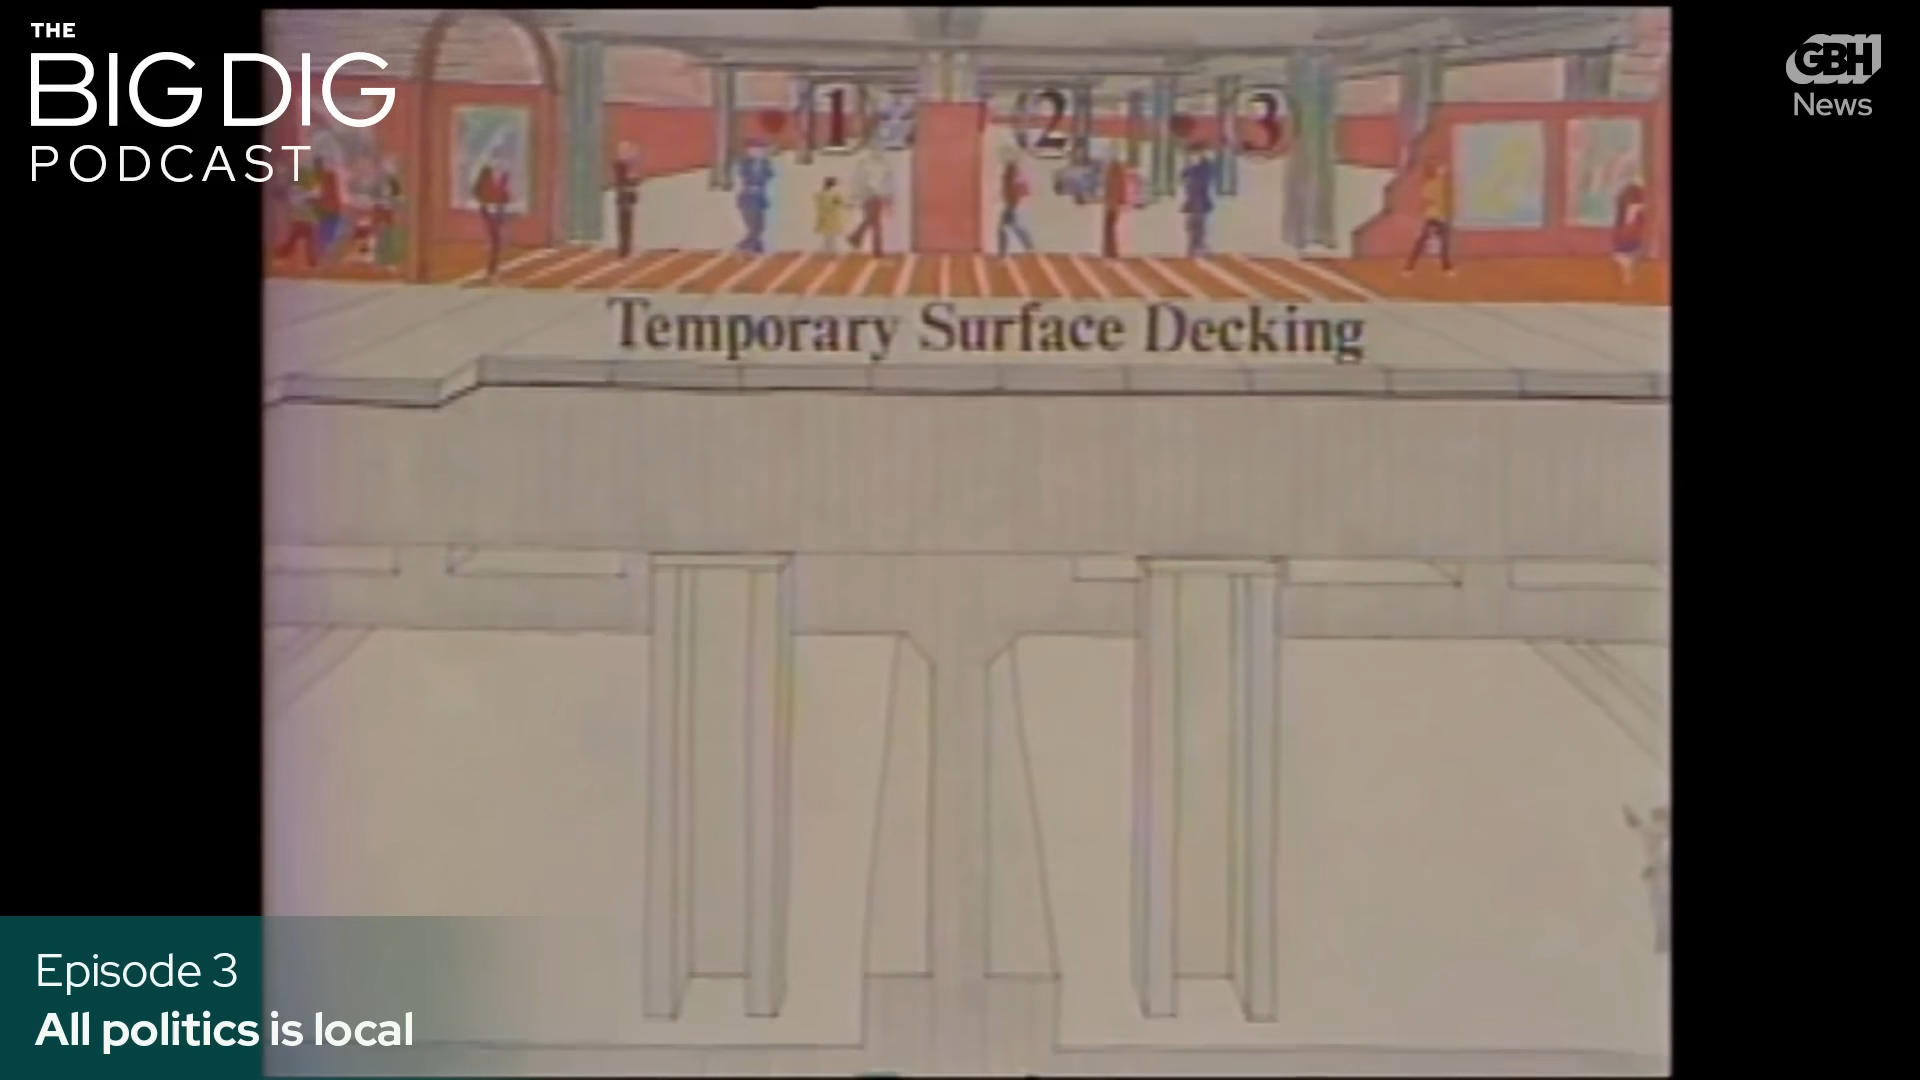 THE
BIG DIG
PODCAST
GBH
News
1 2 3
Temporary Surface Decking
Episode 3
All politics is local